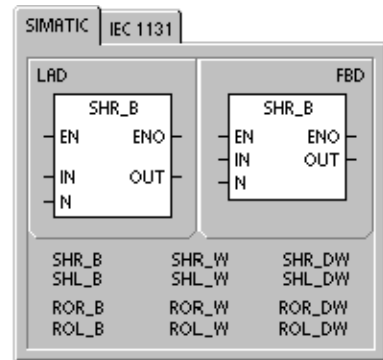 SIMATIC IEC 1131
LAD FBD
SHR_B SHR_B
EN ENO EN ENO
IN OUT IN OUT
N N
SHR_B SHR_W SHR_DW
SHL_B SHL_W SHL_DW
ROR_B ROR_W ROR_DW
ROL_B ROL_W ROL_DW